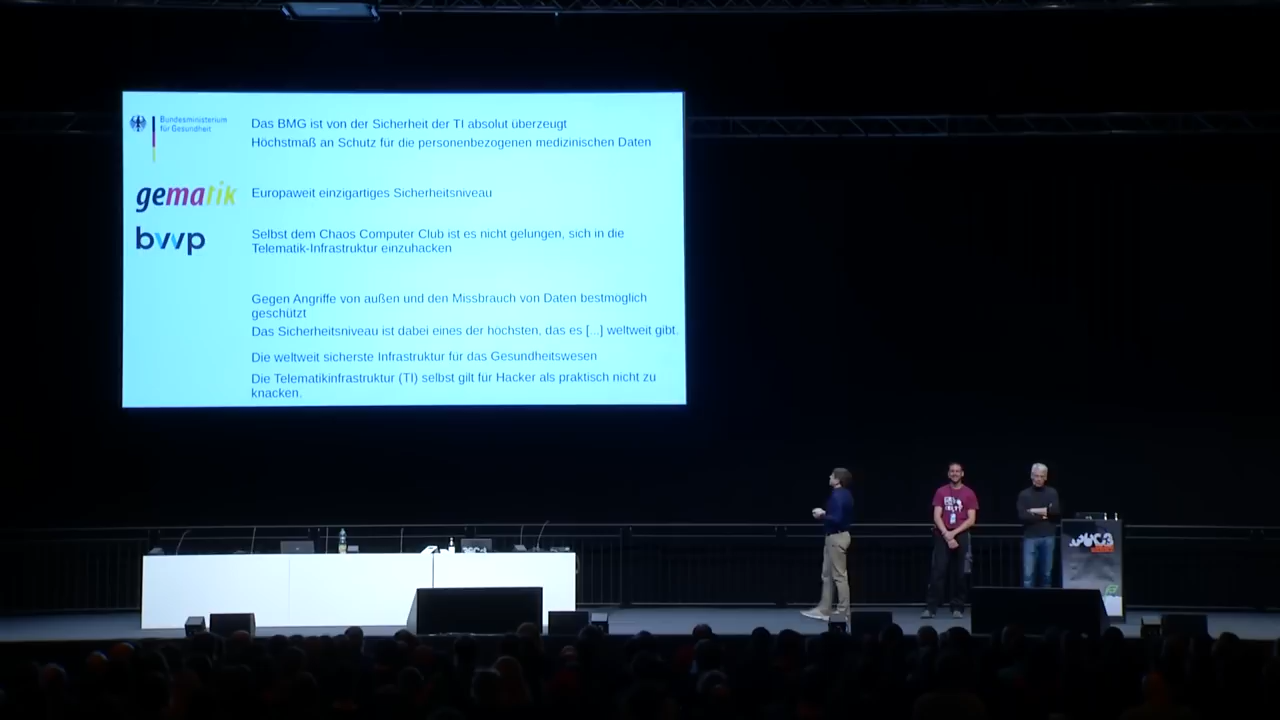 Bundesministerium
für Gesundheit
Das BMG ist von der Sicherheit der TI absolut überzeugt
Höchstmaß an Schutz für die personenbezogenen medizinischen Daten
gematik
Europaweit einzigartiges Sicherheitsniveau
bvvp
Selbst dem Chaos Computer Club ist es nicht gelungen, sich in die
Telematik-Infrastruktur einzuhacken
Gegen Angriffe von außen und den Missbrauch von Daten bestmöglich
geschützt
Das Sicherheitsniveau ist dabei eines der höchsten, das es [...] weltweit gibt.
Die weltweit sicherste Infrastruktur für das Gesundheitswesen
Die Telematikinfrastruktur (TI) selbst gilt für Hacker als praktisch nicht zu
knacken.